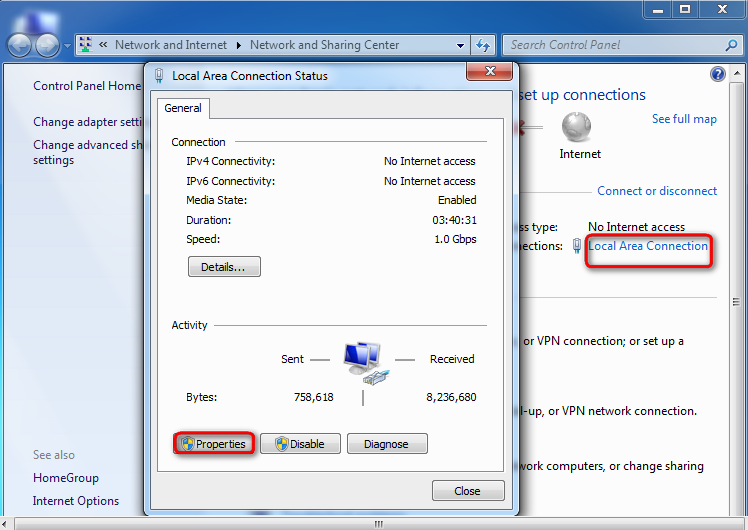 « Network and Internet ▸ Network and Sharing Center
Search Control Panel
Local Area Connection Status
General
Connection
IPv4 Connectivity: No Internet access
IPv6 Connectivity: No Internet access
Media State: Enabled
Duration: 03:40:31
Speed: 1.0 Gbps
Details...
Activity
Sent Received
Bytes: 758,618 8,236,680
Properties Disable Diagnose
Close
Control Panel Home
Change adapter setti
Change advanced sh
settings
See also
HomeGroup
Internet Options
set up connections
See full map
Internet
Connect or disconnect
ss type: No Internet access
nections: Local Area Connection
or VPN connection; or set up a
l-up, or VPN network connection.
work computers, or change sharing